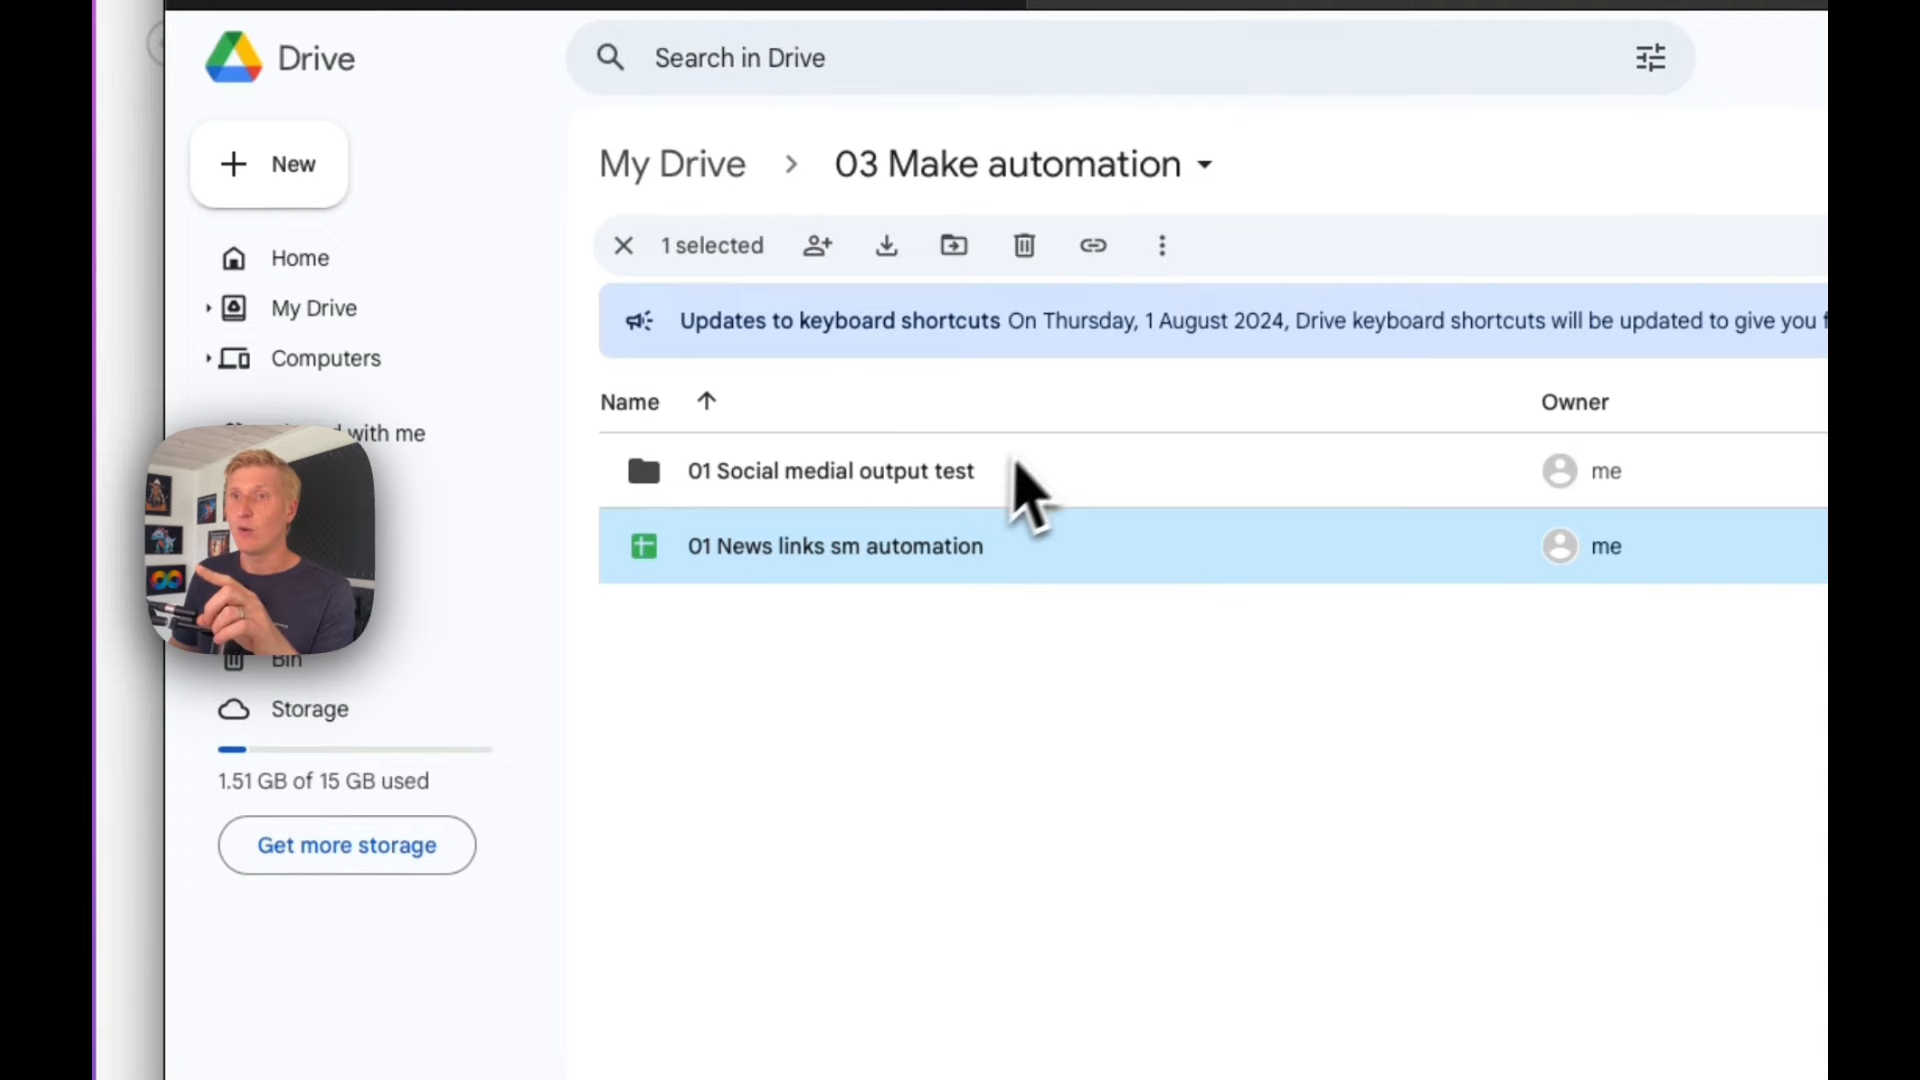 Drive
Search in Drive
New
My Drive > 03 Make automation
Home
1 selected
My Drive
Updates to keyboard shortcuts On Thursday, 1 August 2024, Drive keyboard shortcuts will be updated to give you
Computers
Name
Owner
with me
01 Social medial output test
me
01 News links sm automation
me
Bin
Storage
1.51 GB of 15 GB used
Get more storage